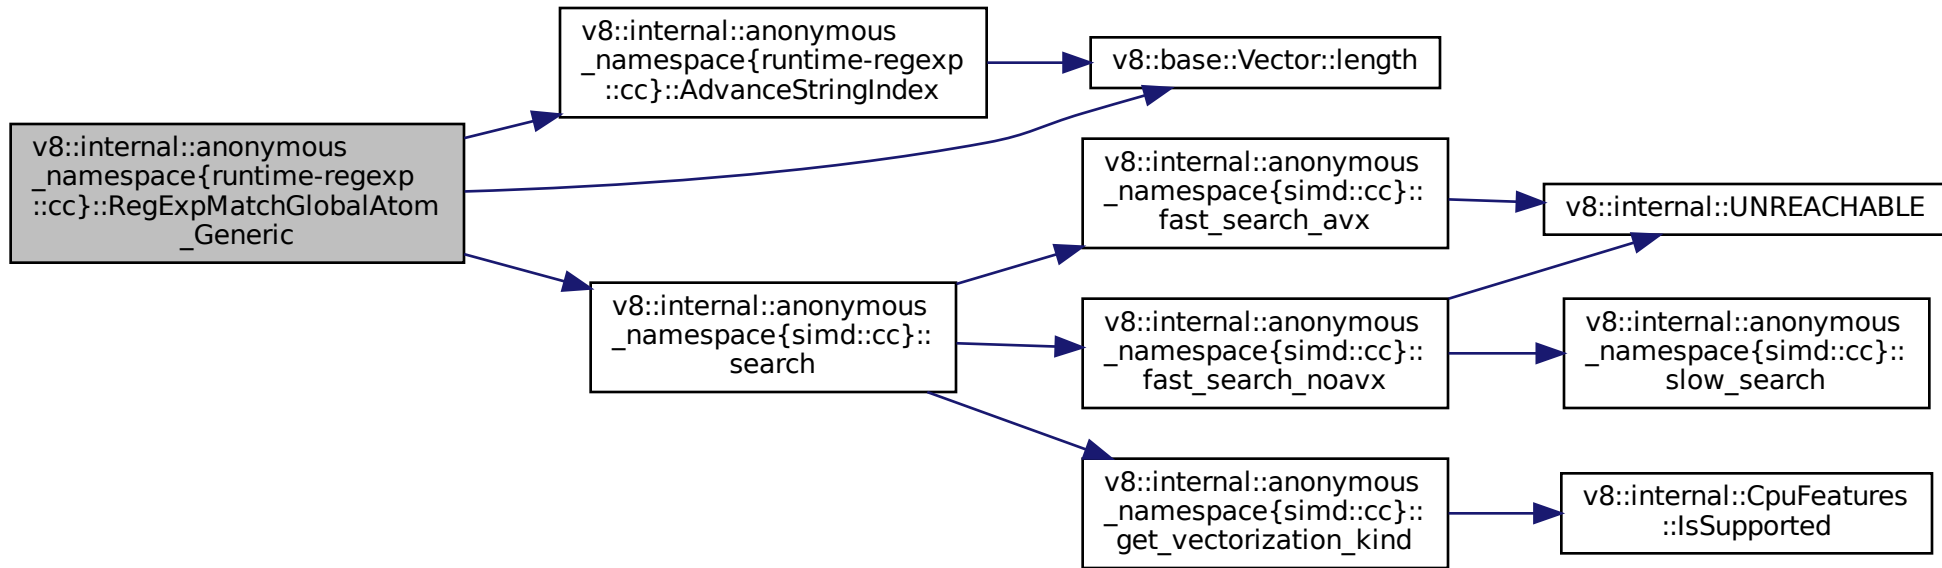 v8::internal::anonymous
_namespace{runtime-regexp
::cc}::RegExpMatchGlobalAtom
_Generic
v8::internal::anonymous
_namespace{runtime-regexp
::cc}::AdvanceStringIndex
v8::base::Vector::length
v8::internal::anonymous
_namespace{simd::cc}::
search
v8::internal::anonymous
_namespace{simd::cc}::
fast_search_avx
v8::internal::UNREACHABLE
v8::internal::anonymous
_namespace{simd::cc}::
fast_search_noavx
v8::internal::anonymous
_namespace{simd::cc}::
slow_search
v8::internal::anonymous
_namespace{simd::cc}::
get_vectorization_kind
v8::internal::CpuFeatures
::IsSupported